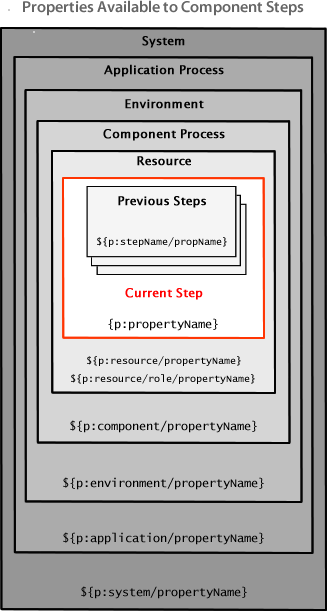 Properties Available to Component Steps
System
Application Process
Environment
Component Process
Resource
Previous Steps
${p:stepName/propName}
Current Step
{p:propertyName}
${p:resource/propertyName}
${p:resource/role/propertyName}
${p:component/propertyName}
${p:environment/propertyName}
${p:application/propertyName}
${p:system/propertyName}